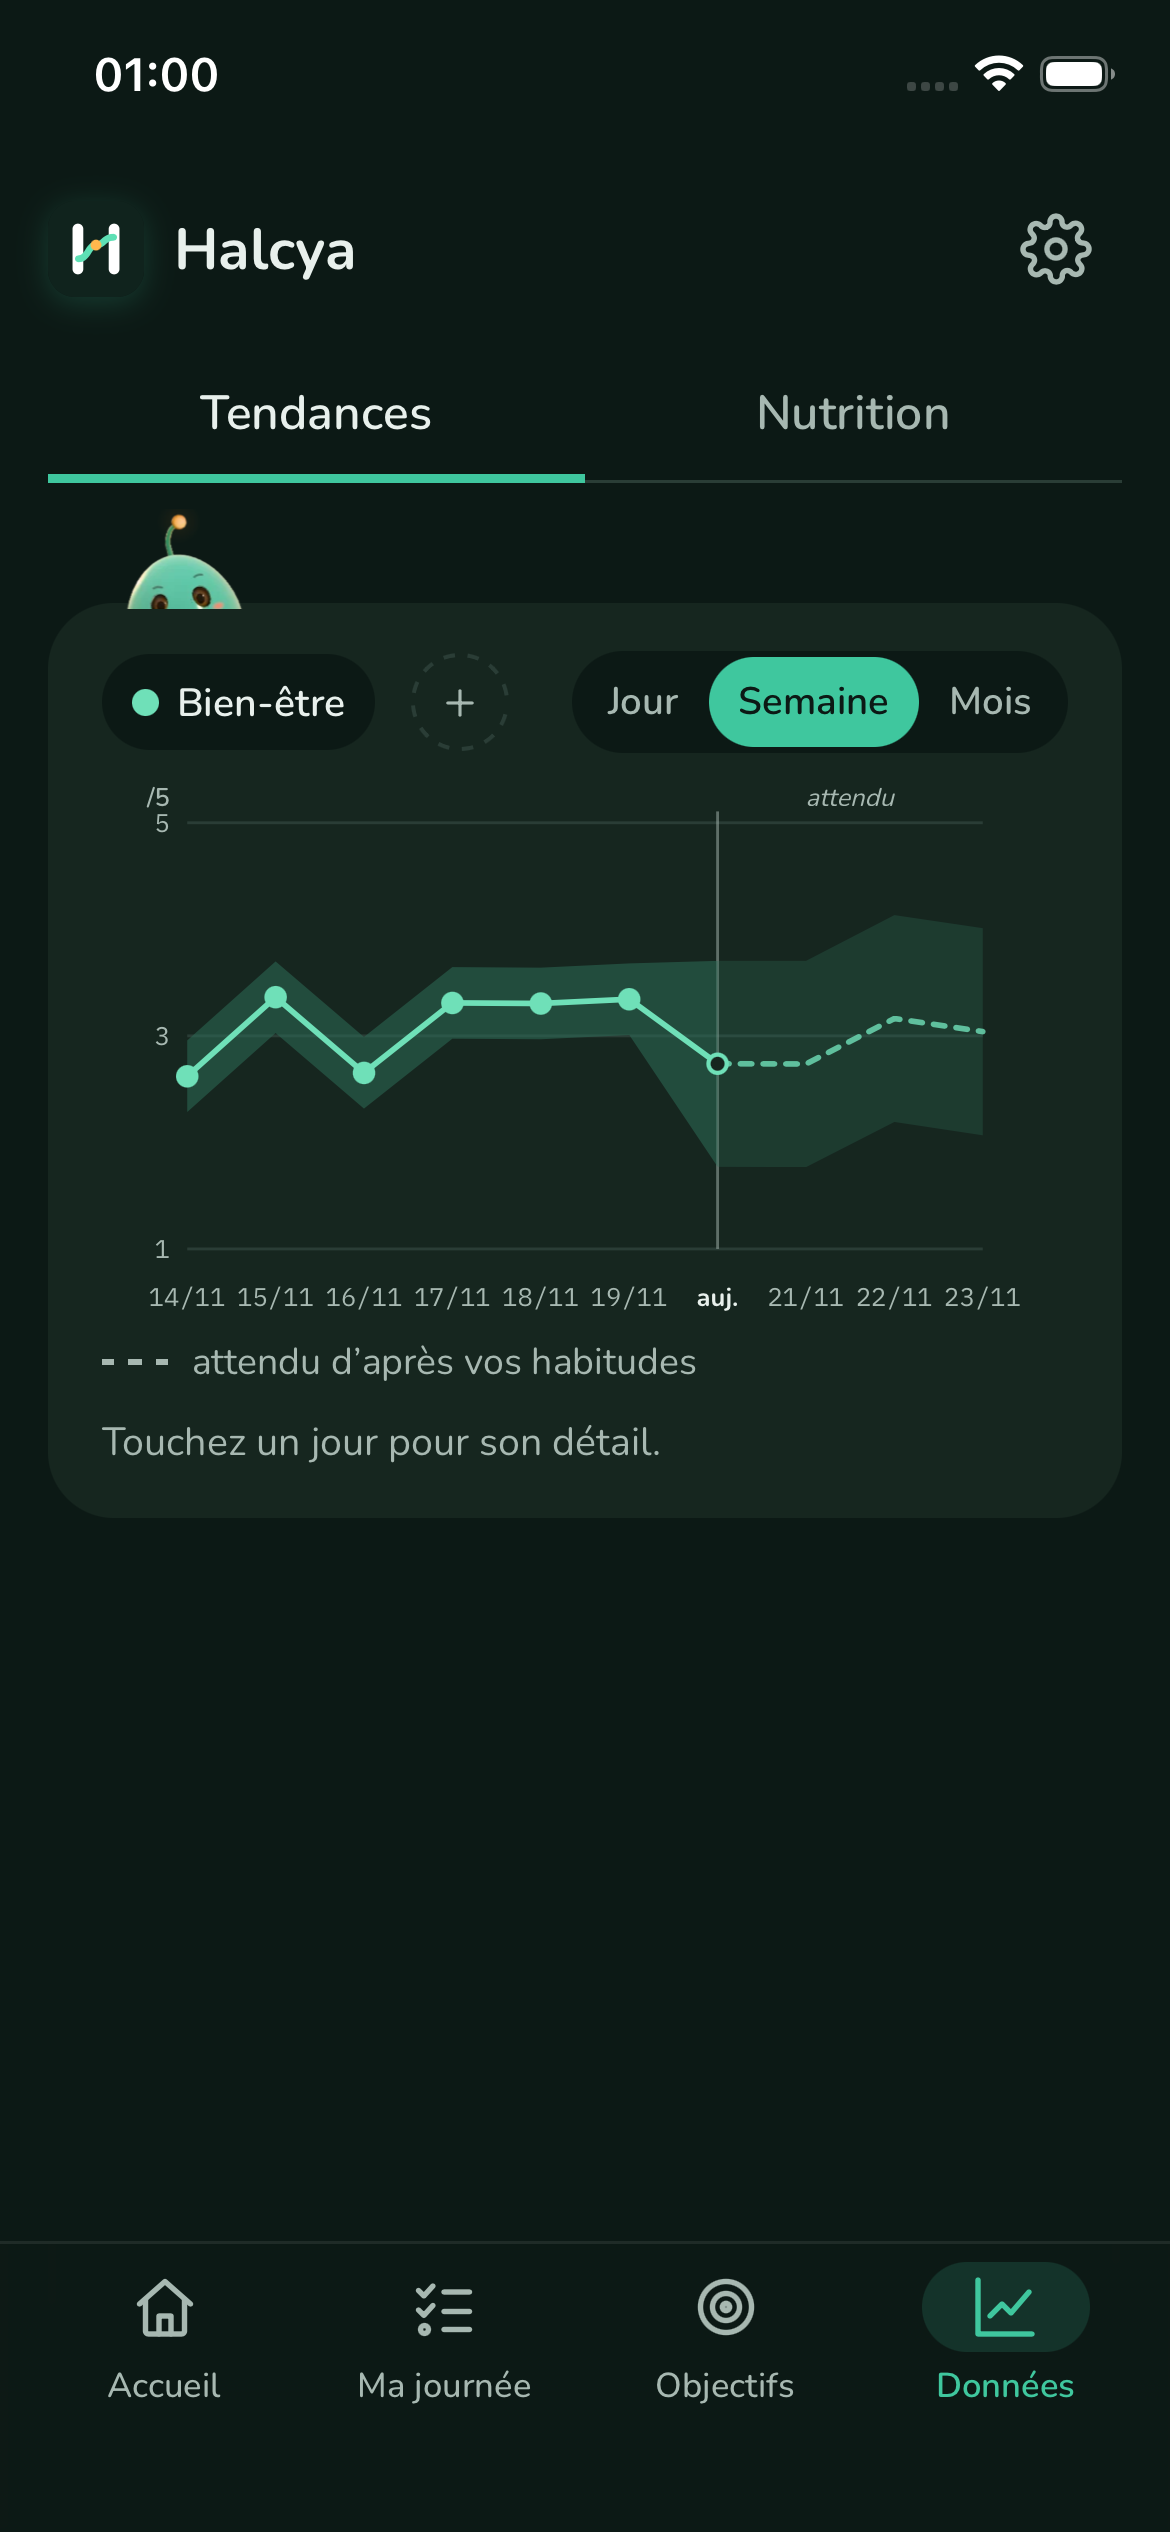 01:00
Halcya
Tendances
Nutrition
Bien-être
+
Jour
Semaine
Mois
/5
attendu
5
3
1
14/11 15/11 16/11 17/11 18/11 19/11 auj. 21/11 22/11 23/11
attendu d’après vos habitudes
Touchez un jour pour son détail.
Accueil
Ma journée
Objectifs
Données